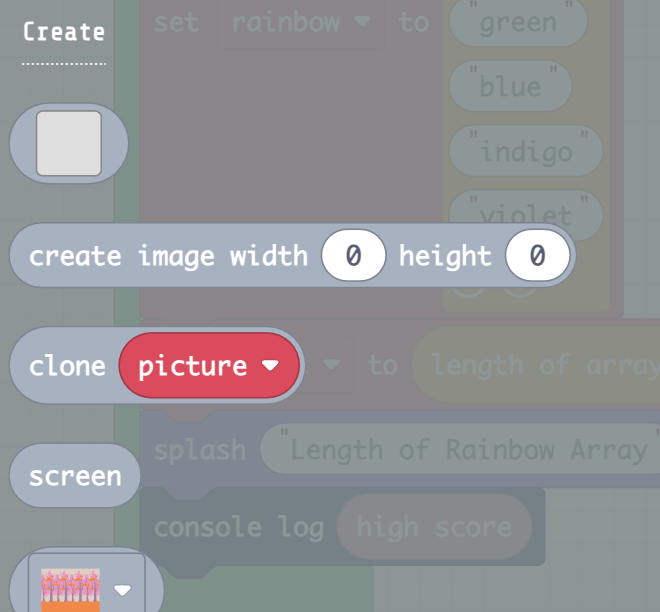 Create
set rainbow to
"green"
"blue"
"indigo"
"violet"
create image width 0 height 0
clone picture
to length of array
screen
splash "Length of Rainbow Array"
console log high score